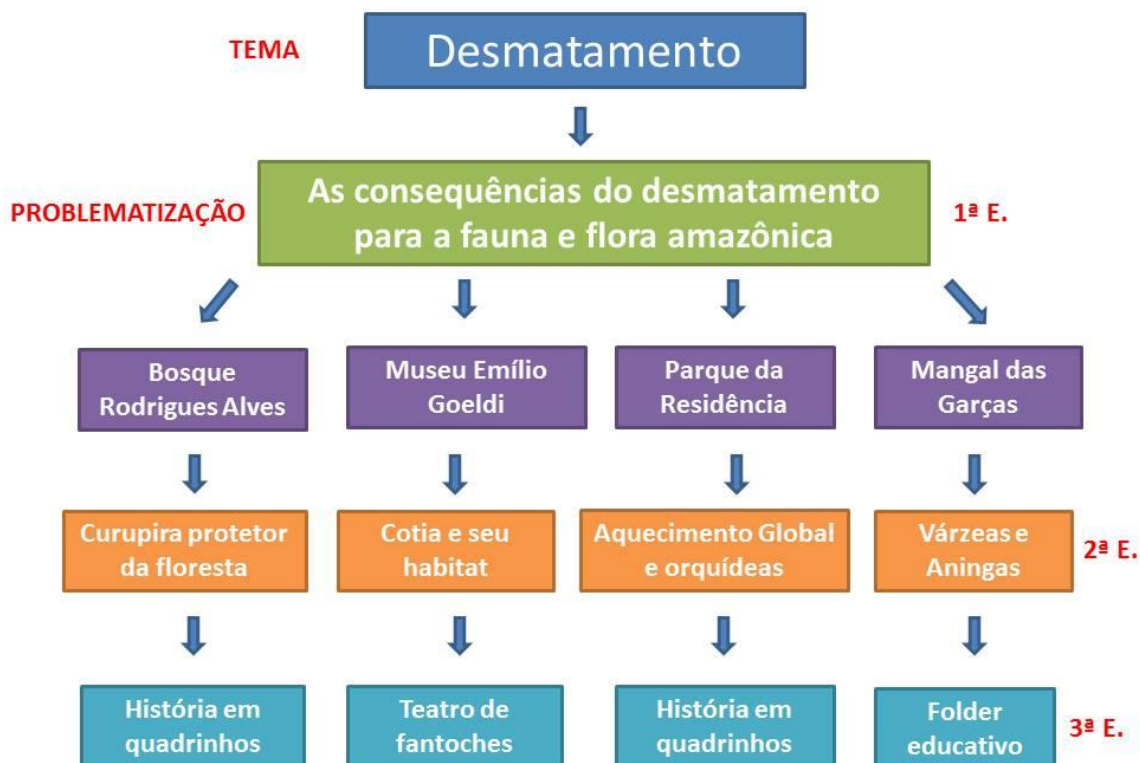 TEMA
Desmatamento
PROBLEMATIZAÇÃO
As consequências do desmatamento
para a fauna e flora amazônica
1ª E.
Bosque
Rodrigues Alves
Museu Emílio
Goeldi
Parque da
Residência
Mangal das
Garças
Curupira protetor
da floresta
Cotia e seu
habitat
Aquecimento Global
e orquídeas
Várzeas e
Aningas
2ª E.
História em
quadrinhos
Teatro de
fantoches
História em
quadrinhos
Folder
educativo
3ª E.